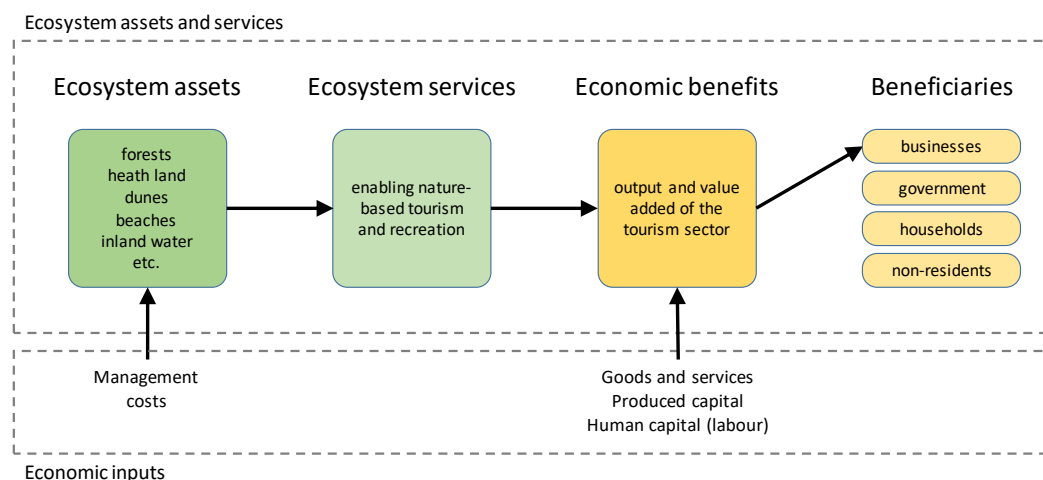 Ecosystem assets and services
Ecosystem assets
Ecosystem services
Economic benefits
Beneficiaries
forests
heath land
dunes
beaches
inland water
etc.
enabling nature-
based tourism
and recreation
output and value
added of the
tourism sector
businesses
government
households
non-residents
Management
costs
Goods and services
Produced capital
Human capital (labour)
Economic inputs